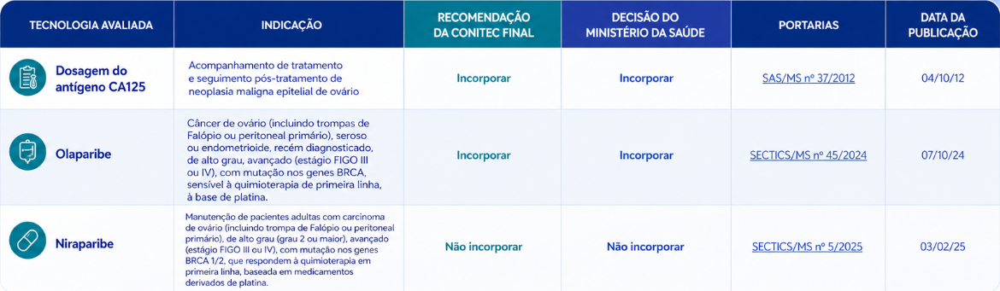 TECNOLOGIA AVALIADA
INDICAÇÃO
RECOMENDAÇÃO
DA CONITEC FINAL
DECISÃO DO
MINISTÉRIO DA SAÚDE
PORTARIAS
DATA DA
PUBLICAÇÃO
Dosagem do
antígeno CA125
Acompanhamento de tratamento
e seguimento pós-tratamento de
neoplasia maligna epitelial de ovário
Incorporar
Incorporar
SAS/MS nº 37/2012
04/10/12
Olaparibe
Câncer de ovário (incluindo trompas de
Falópio ou peritoneal primário), seroso
ou endometrioide, recém diagnosticado,
de alto grau, avançado (estágio FIGO III
ou IV), com mutação nos genes BRCA,
sensível à quimioterapia de primeira linha,
à base de platina.
Incorporar
Incorporar
SECTICS/MS nº 45/2024
07/10/24
Niraparibe
Manutenção de pacientes adultas com carcinoma
de ovário (incluindo trompa de Falópio ou peritoneal
primário), de alto grau (grau 2 ou maior), avançado
(estágio FIGO III ou IV), com mutação nos genes
BRCA 1/2, que respondem à quimioterapia em
primeira linha, baseada em medicamentos
derivados de platina.
Não incorporar
Não incorporar
SECTICS/MS nº 5/2025
03/02/25